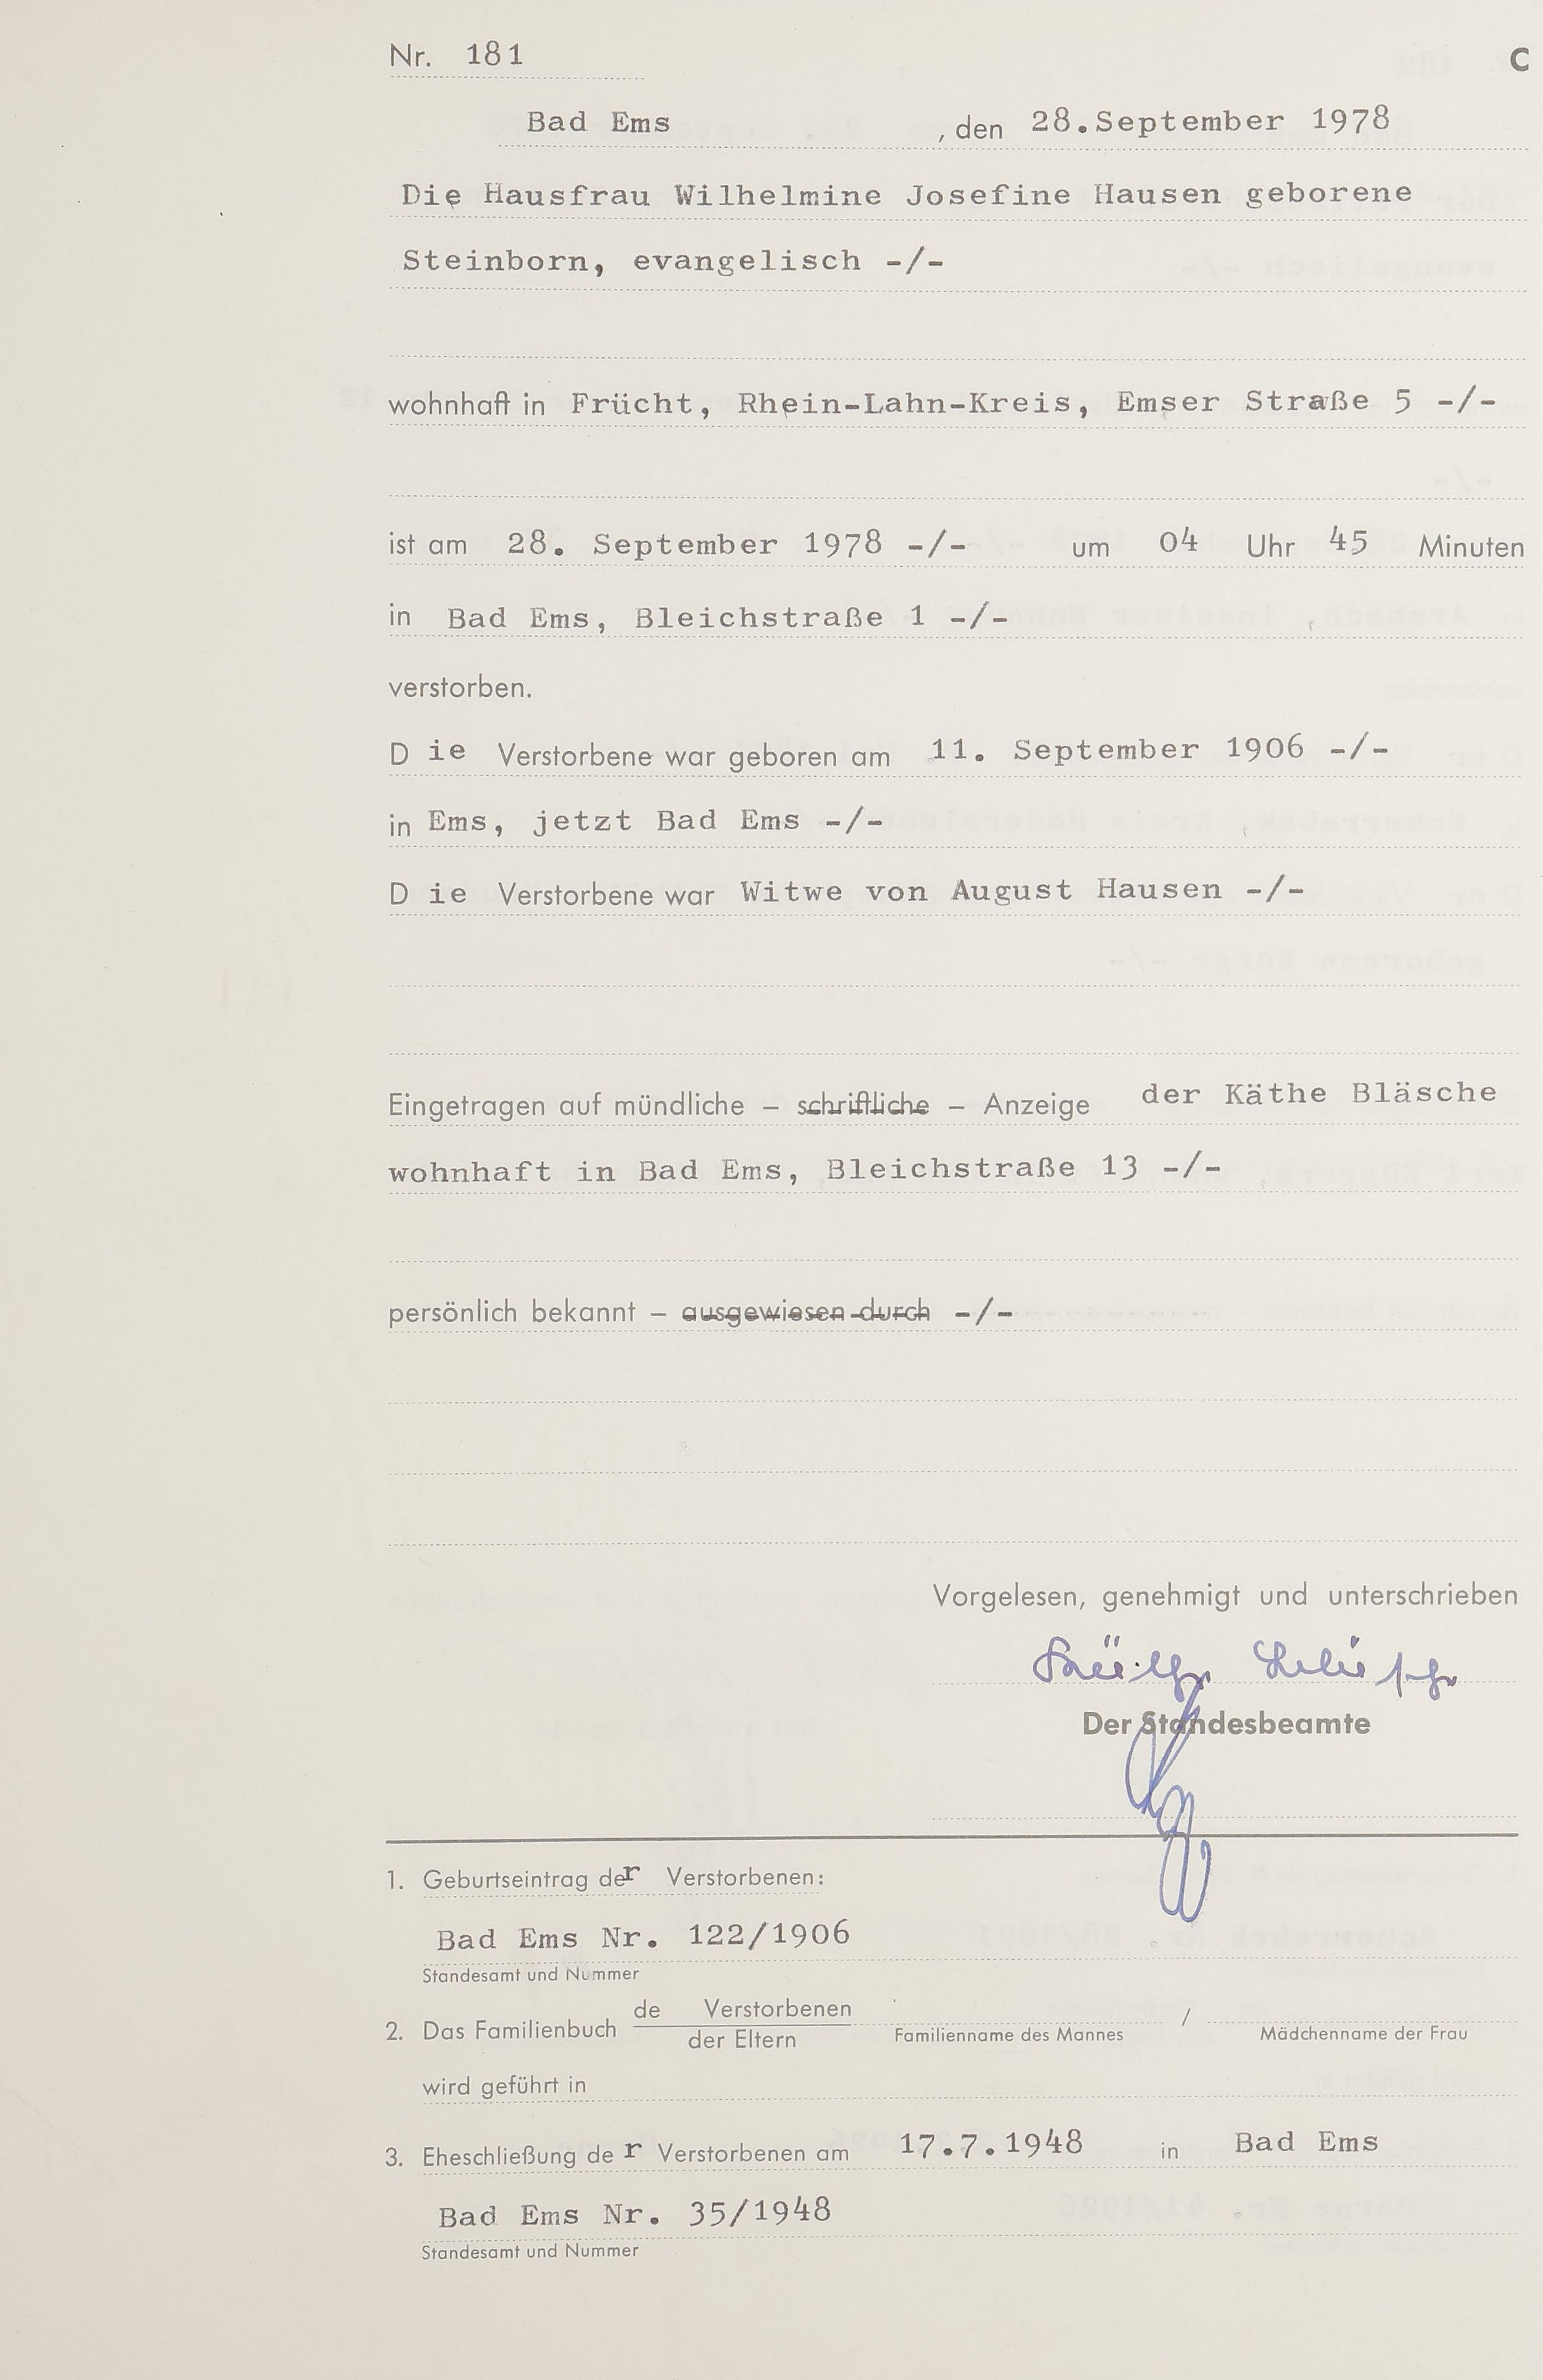 Nr. 181
C
Bad Ems , den 28.September 1978
Die Hausfrau Wilhelmine Josefine Hausen geborene
Steinborn, evangelisch -/-
wohnhaft in Frücht, Rhein-Lahn-Kreis, Emser Straße 5 -/-
ist am 28. September 1978 -/- um 04 Uhr 45 Minuten
in Bad Ems, Bleichstraße 1 -/-
verstorben.
D ie Verstorbene war geboren am 11. September 1906 -/-
in Ems, jetzt Bad Ems -/-
D ie Verstorbene war Witwe von August Hausen -/-
Eingetragen auf mündliche – schriftliche – Anzeige der Käthe Bläsche
wohnhaft in Bad Ems, Bleichstraße 13 -/-
persönlich bekannt – ausgewiesen durch -/-
Vorgelesen, genehmigt und unterschrieben
Käthe Bläsche
Der Standesbeamte
1. Geburtseintrag der Verstorbenen:
Bad Ems Nr. 122/1906
Standesamt und Nummer
2. Das Familienbuch de Verstorbenen
der Eltern
/
Familienname des Mannes Mädchenname der Frau
wird geführt in
3. Eheschließung de r Verstorbenen am 17.7.1948 in Bad Ems
Bad Ems Nr. 35/1948
Standesamt und Nummer